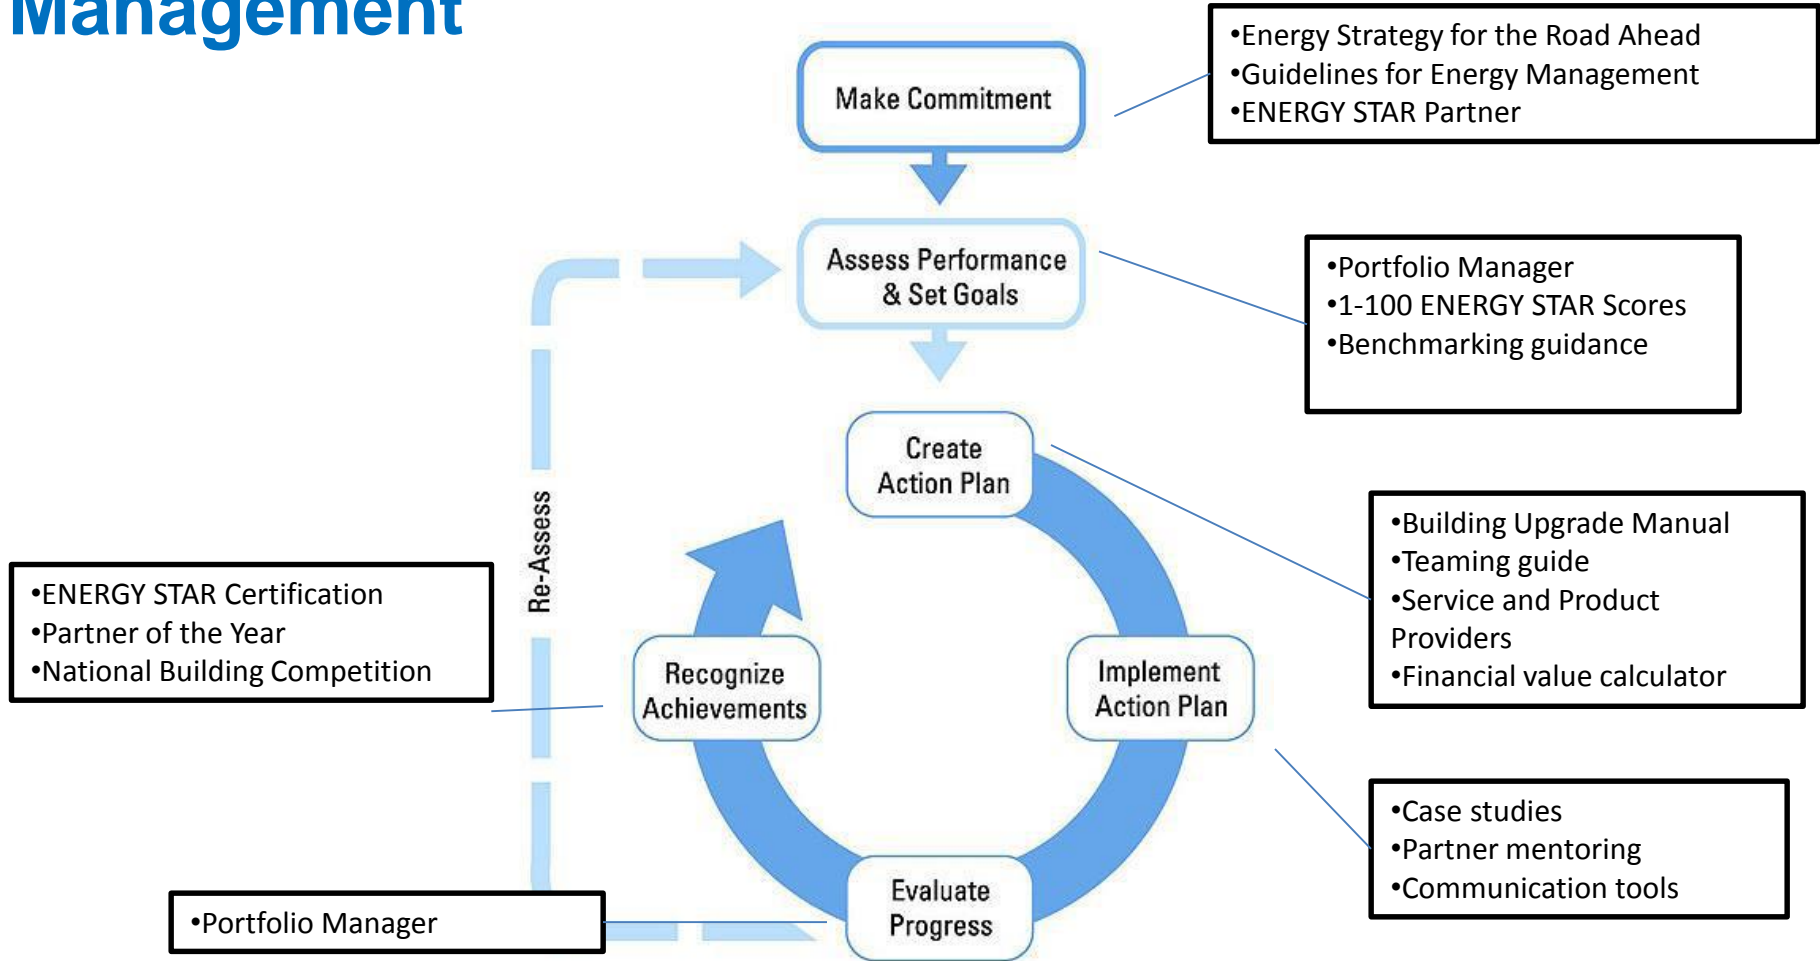 Management
•Energy Strategy for the Road Ahead
•Guidelines for Energy Management
•ENERGY STAR Partner
Make Commitment
Assess Performance
& Set Goals
•Portfolio Manager
•1-100 ENERGY STAR Scores
•Benchmarking guidance
Create
Action Plan
•Building Upgrade Manual
•Teaming guide
•Service and Product
Providers
•Financial value calculator
Re-Assess
•ENERGY STAR Certification
•Partner of the Year
•National Building Competition
Recognize
Achievements
Implement
Action Plan
•Case studies
•Partner mentoring
•Communication tools
Evaluate
Progress
•Portfolio Manager